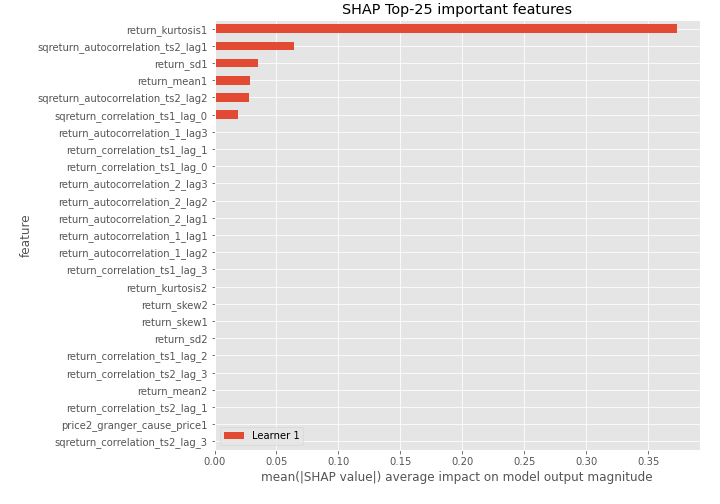 SHAP Top-25 important features
return_kurtosis1
sqreturn_autocorrelation_ts2_lag1
return_sd1
return_mean1
sqreturn_autocorrelation_ts2_lag2
sqreturn_correlation_ts1_lag_0
return_autocorrelation_1_lag3
return_correlation_ts1_lag_1
return_correlation_ts1_lag_0
return_autocorrelation_2_lag3
return_autocorrelation_2_lag2
return_autocorrelation_2_lag1
return_autocorrelation_1_lag1
return_autocorrelation_1_lag2
return_correlation_ts1_lag_3
return_kurtosis2
return_skew2
return_skew1
return_sd2
return_correlation_ts1_lag_2
return_correlation_ts2_lag_3
return_mean2
return_correlation_ts2_lag_1
price2_granger_cause_price1
sqreturn_correlation_ts2_lag_3
feature
Learner 1
0.00 0.05 0.10 0.15 0.20 0.25 0.30 0.35
mean(|SHAP value|) average impact on model output magnitude